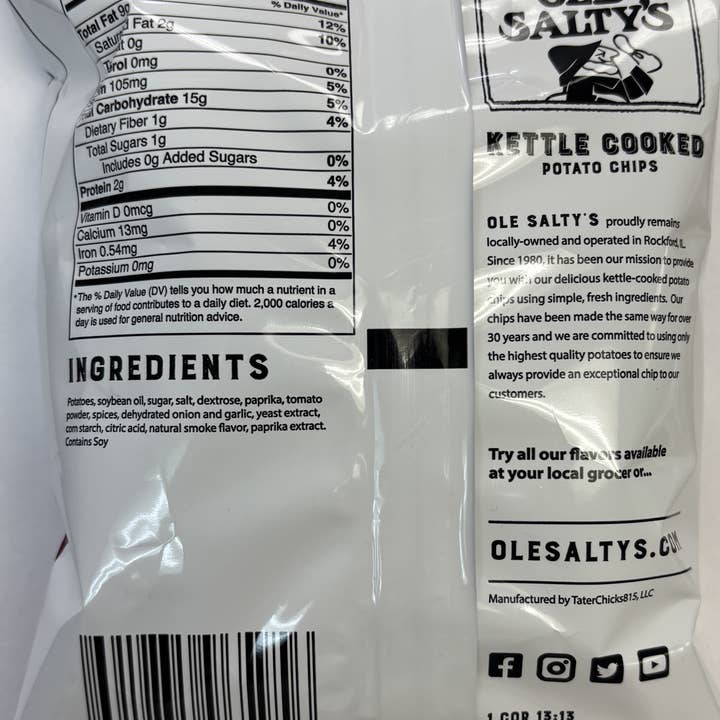 % Daily Value*
Total Fat 9g 12%
Fat 2g 10%
0g
0mg 0%
105mg 5%
Carbohydrate 15g 5%
Dietary Fiber 1g 4%
Total Sugars 1g
Includes 0g Added Sugars 0%
Protein 2g 4%
Vitamin D 0mcg 0%
Calcium 13mg 0%
Iron 0.54mg 4%
Potassium 0mg 0%
*The % Daily Value (DV) tells you how much a nutrient in a
serving of food contributes to a daily diet. 2,000 calories a
day is used for general nutrition advice.
INGREDIENTS
Potatoes, soybean oil, sugar, salt, dextrose, paprika, tomato
powder, spices, dehydrated onion and garlic, yeast extract,
corn starch, citric acid, natural smoke flavor, paprika extract.
Contains Soy
OLE
SALTY'S
KETTLE COOKED
POTATO CHIPS
OLE SALTY'S proudly remains
locally-owned and operated in Rockford, IL.
Since 1980, it has been our mission to provide
you with our delicious kettle-cooked potato
chips using simple, fresh ingredients. Our
chips have been made the same way for over
30 years and we are committed to using only
the highest quality potatoes to ensure we
always provide an exceptional chip to our
customers.
Try all our flavors available
at your local grocer or...
OLESALTYS.COM
Manufactured by TaterChicks815, LLC
1 COR 13:13